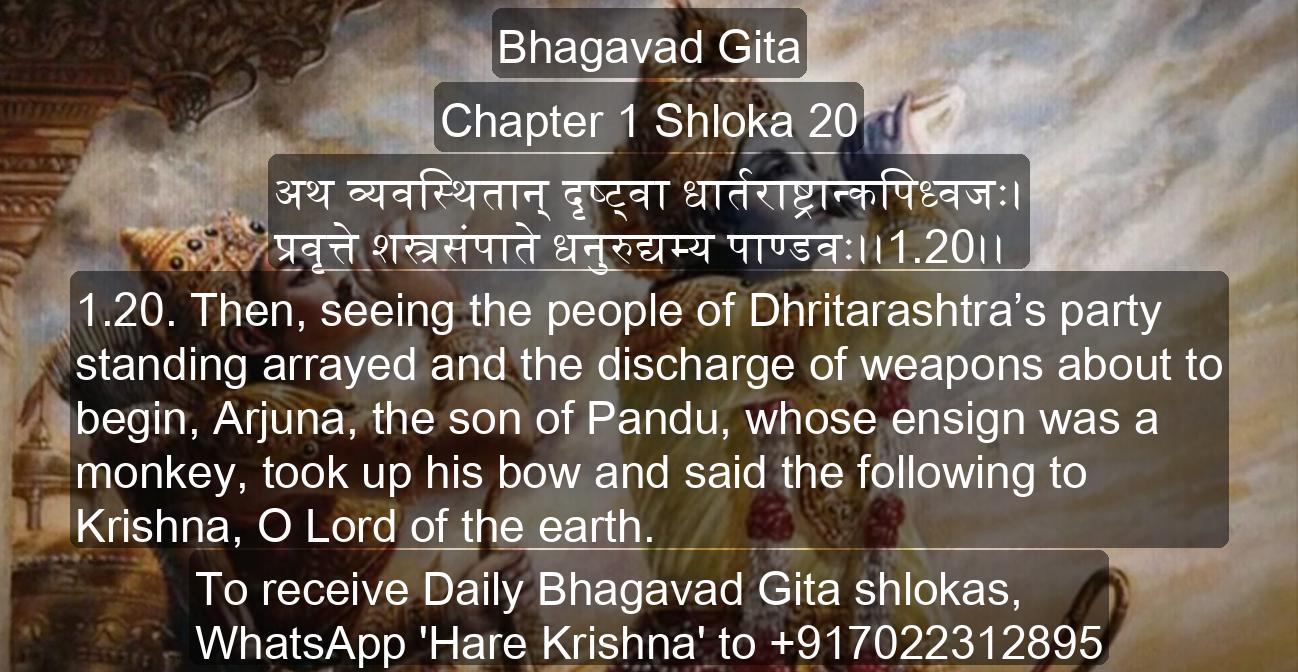 Bhagavad Gita
Chapter 1 Shloka 20
अथ व्यवस्थितान् दृष्ट्वा धार्तराष्ट्रान्कपिध्वजः।
प्रवृत्ते शस्त्रसंपाते धनुरुद्यम्य पाण्डवः।।1.20।।
1.20. Then, seeing the people of Dhritarashtra’s party
standing arrayed and the discharge of weapons about to
begin, Arjuna, the son of Pandu, whose ensign was a
monkey, took up his bow and said the following to
Krishna, O Lord of the earth.
To receive Daily Bhagavad Gita shlokas,
WhatsApp 'Hare Krishna' to +917022312895